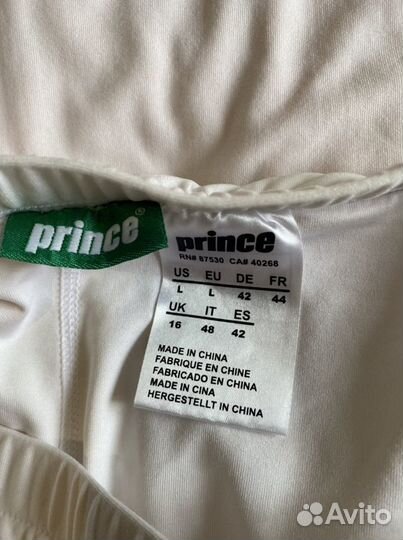 prince®
prince
RN# 87530 CA# 40268
US EU DE FR
L L 42 44
UK IT ES
16 48 42
MADE IN CHINA
FABRIQUE EN CHINE
FABRICADO EN CHINA
MADE IN CINA
HERGESTELLT IN CHINA
Avito